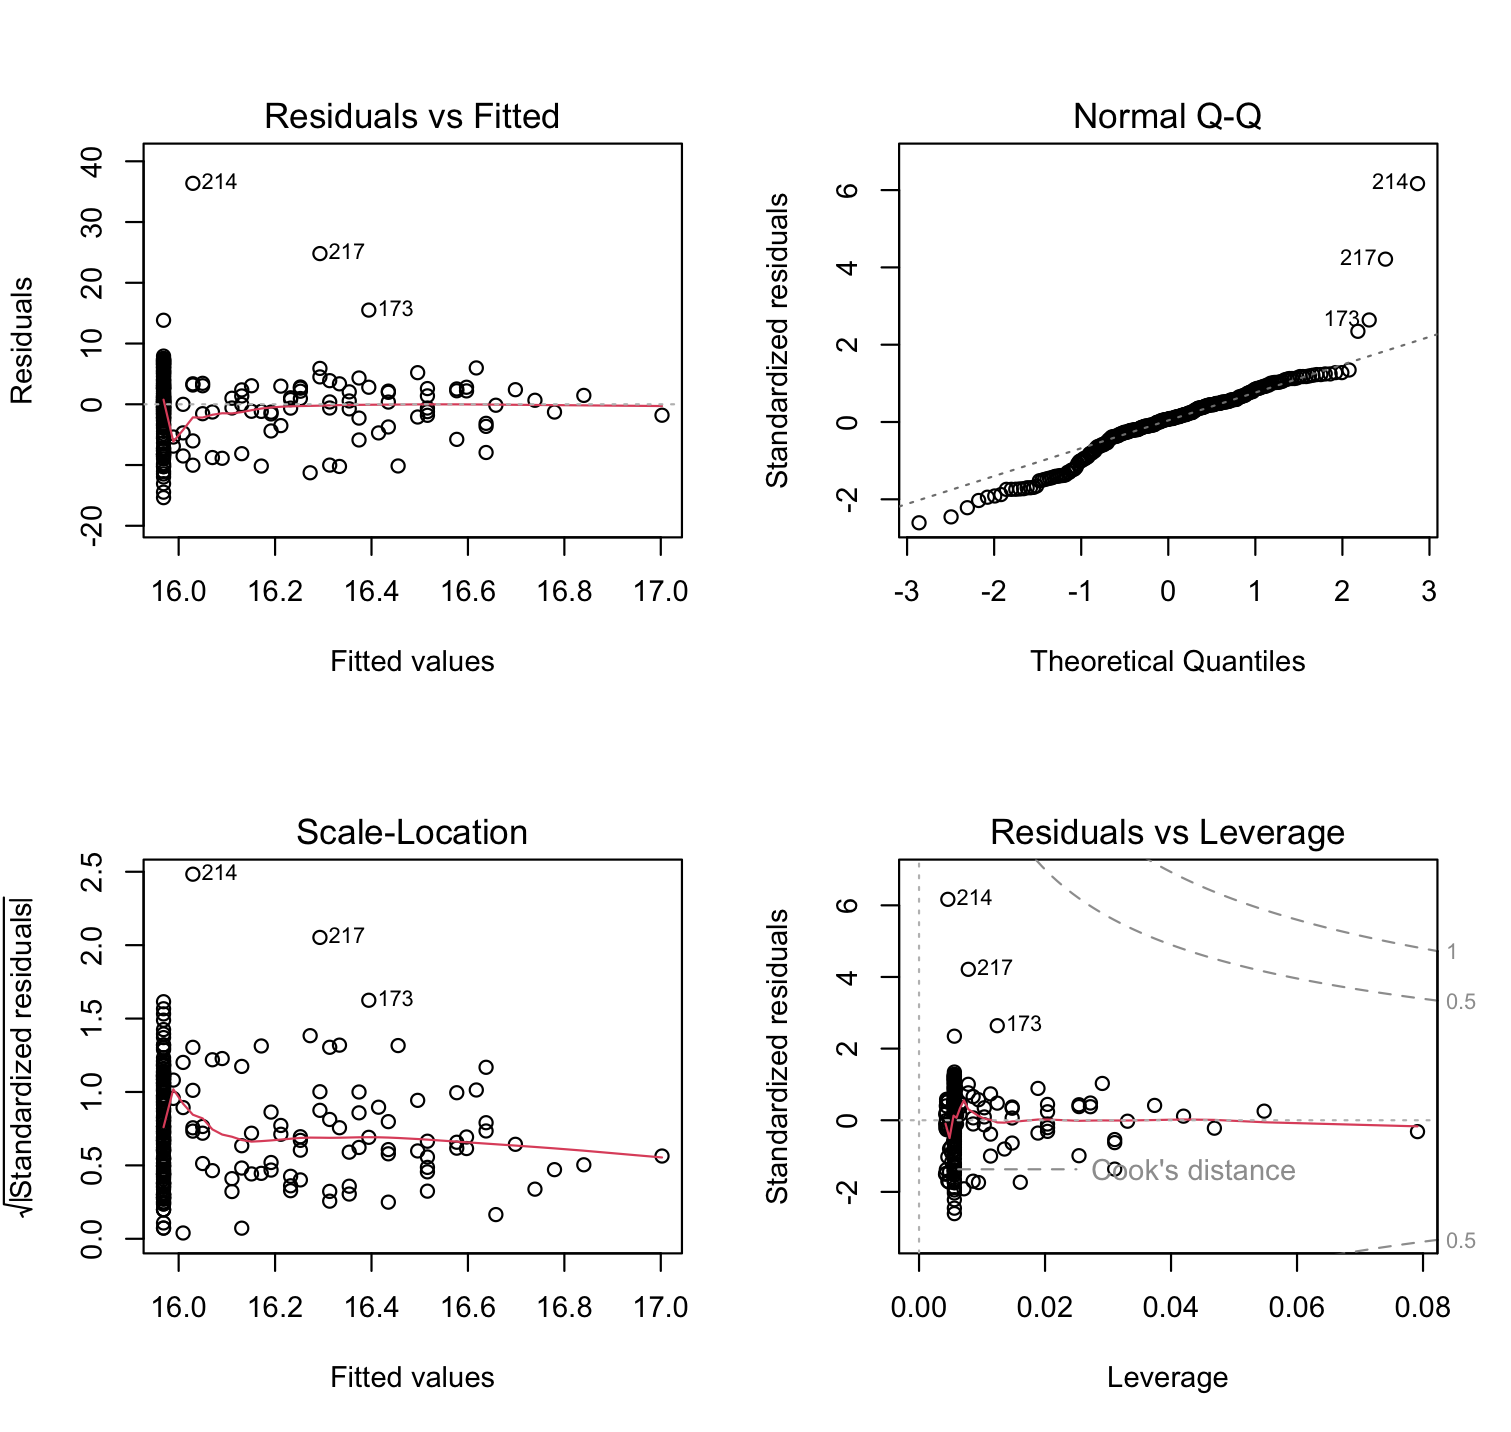 Residuals vs Fitted
Residuals
40
30
20
10
0
-20
214
217
173
16.0 16.2 16.4 16.6 16.8 17.0
Fitted values
Normal Q-Q
Standardized residuals
6
4
2
0
-2
214
217
173
-3 -2 -1 0 1 2 3
Theoretical Quantiles
Scale-Location
√|Standardized residuals|
2.5
2.0
1.5
1.0
0.5
0.0
214
217
173
16.0 16.2 16.4 16.6 16.8 17.0
Fitted values
Residuals vs Leverage
Standardized residuals
6
4
2
0
-2
214
217
173
1
0.5
Cook's distance
0.5
0.00 0.02 0.04 0.06 0.08
Leverage